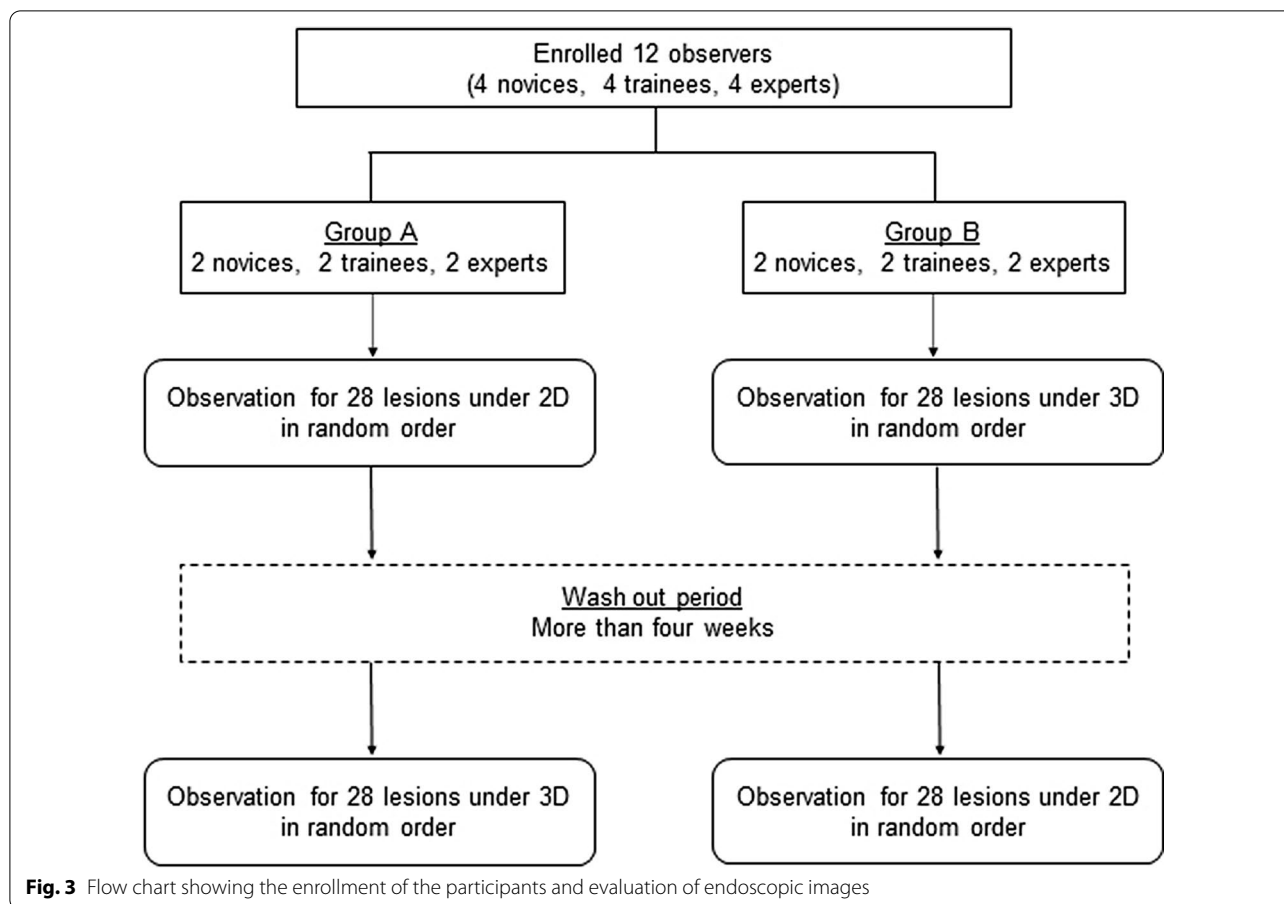 Enrolled 12 observers
(4 novices, 4 trainees, 4 experts)
Group A
2 novices, 2 trainees, 2 experts
Group B
2 novices, 2 trainees, 2 experts
Observation for 28 lesions under 2D
in random order
Observation for 28 lesions under 3D
in random order
Wash out period
More than four weeks
Observation for 28 lesions under 3D
in random order
Observation for 28 lesions under 2D
in random order
Fig. 3 Flow chart showing the enrollment of the participants and evaluation of endoscopic images